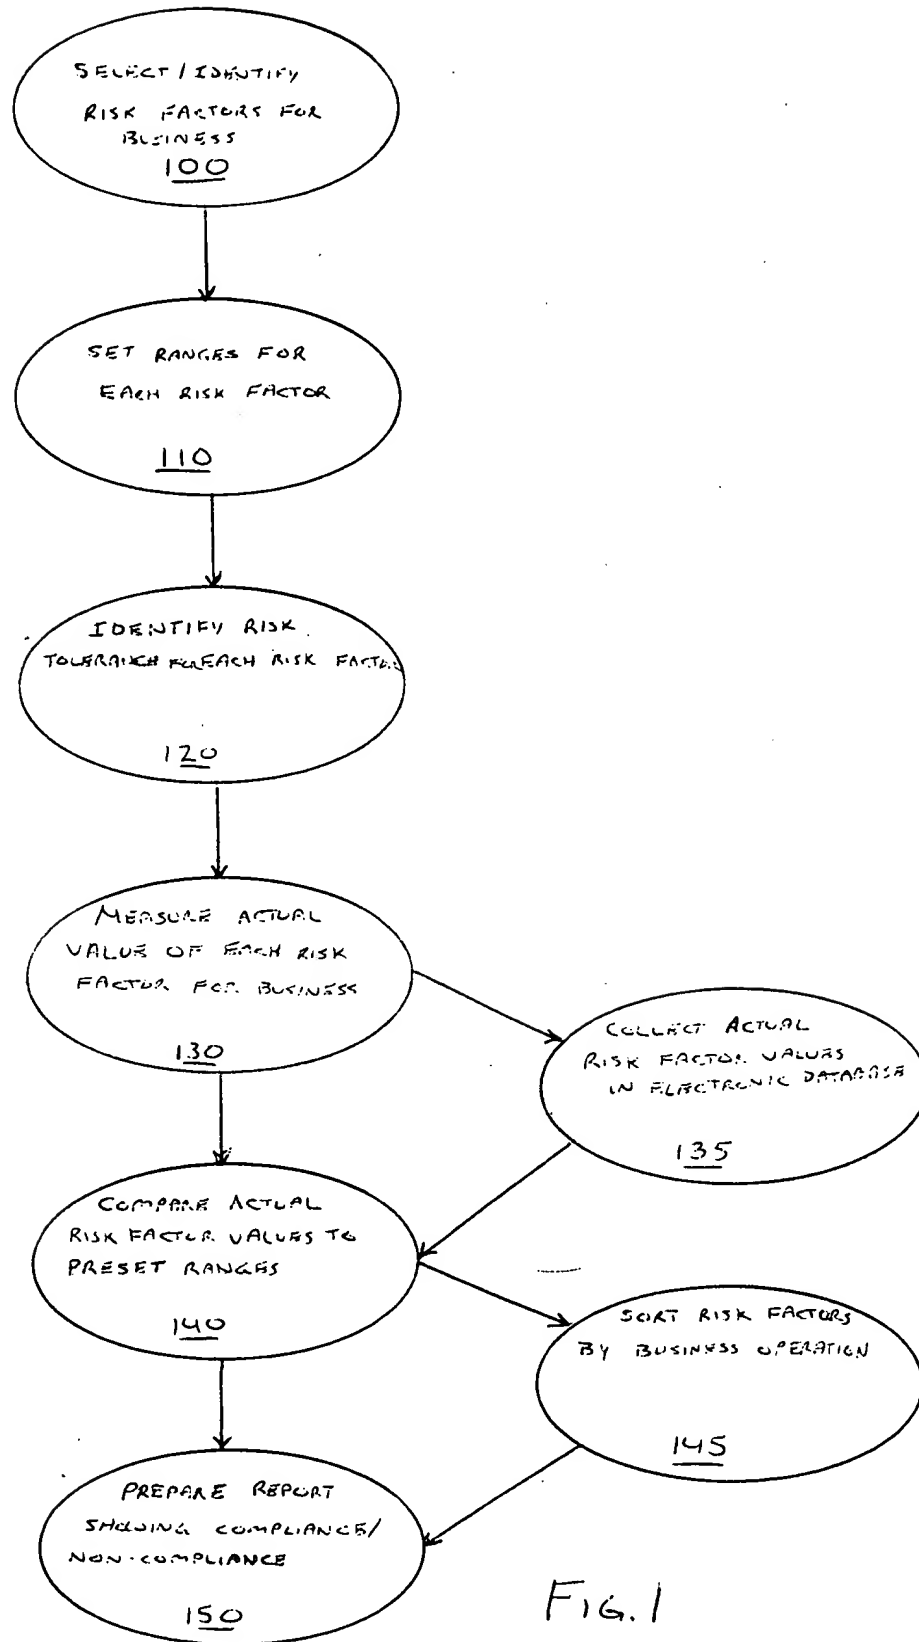 SELECT / IDENTIFY
RISK FACTORS FOR
BUSINESS
100
SET RANGES FOR
EACH RISK FACTOR
110
IDENTIFY RISK
TOLERANCE FOR EACH RISK FACTOR
120
MEASURE ACTUAL
VALUE OF EACH RISK
FACTOR FOR BUSINESS
130
COLLECT ACTUAL
RISK FACTOR VALUES
IN ELECTRONIC DATABASE
135
COMPARE ACTUAL
RISK FACTOR VALUES TO
PRESET RANGES
140
SORT RISK FACTORS
BY BUSINESS OPERATION
145
PREPARE REPORT
SHOWING COMPLIANCE/
NON-COMPLIANCE
150
FIG. 1